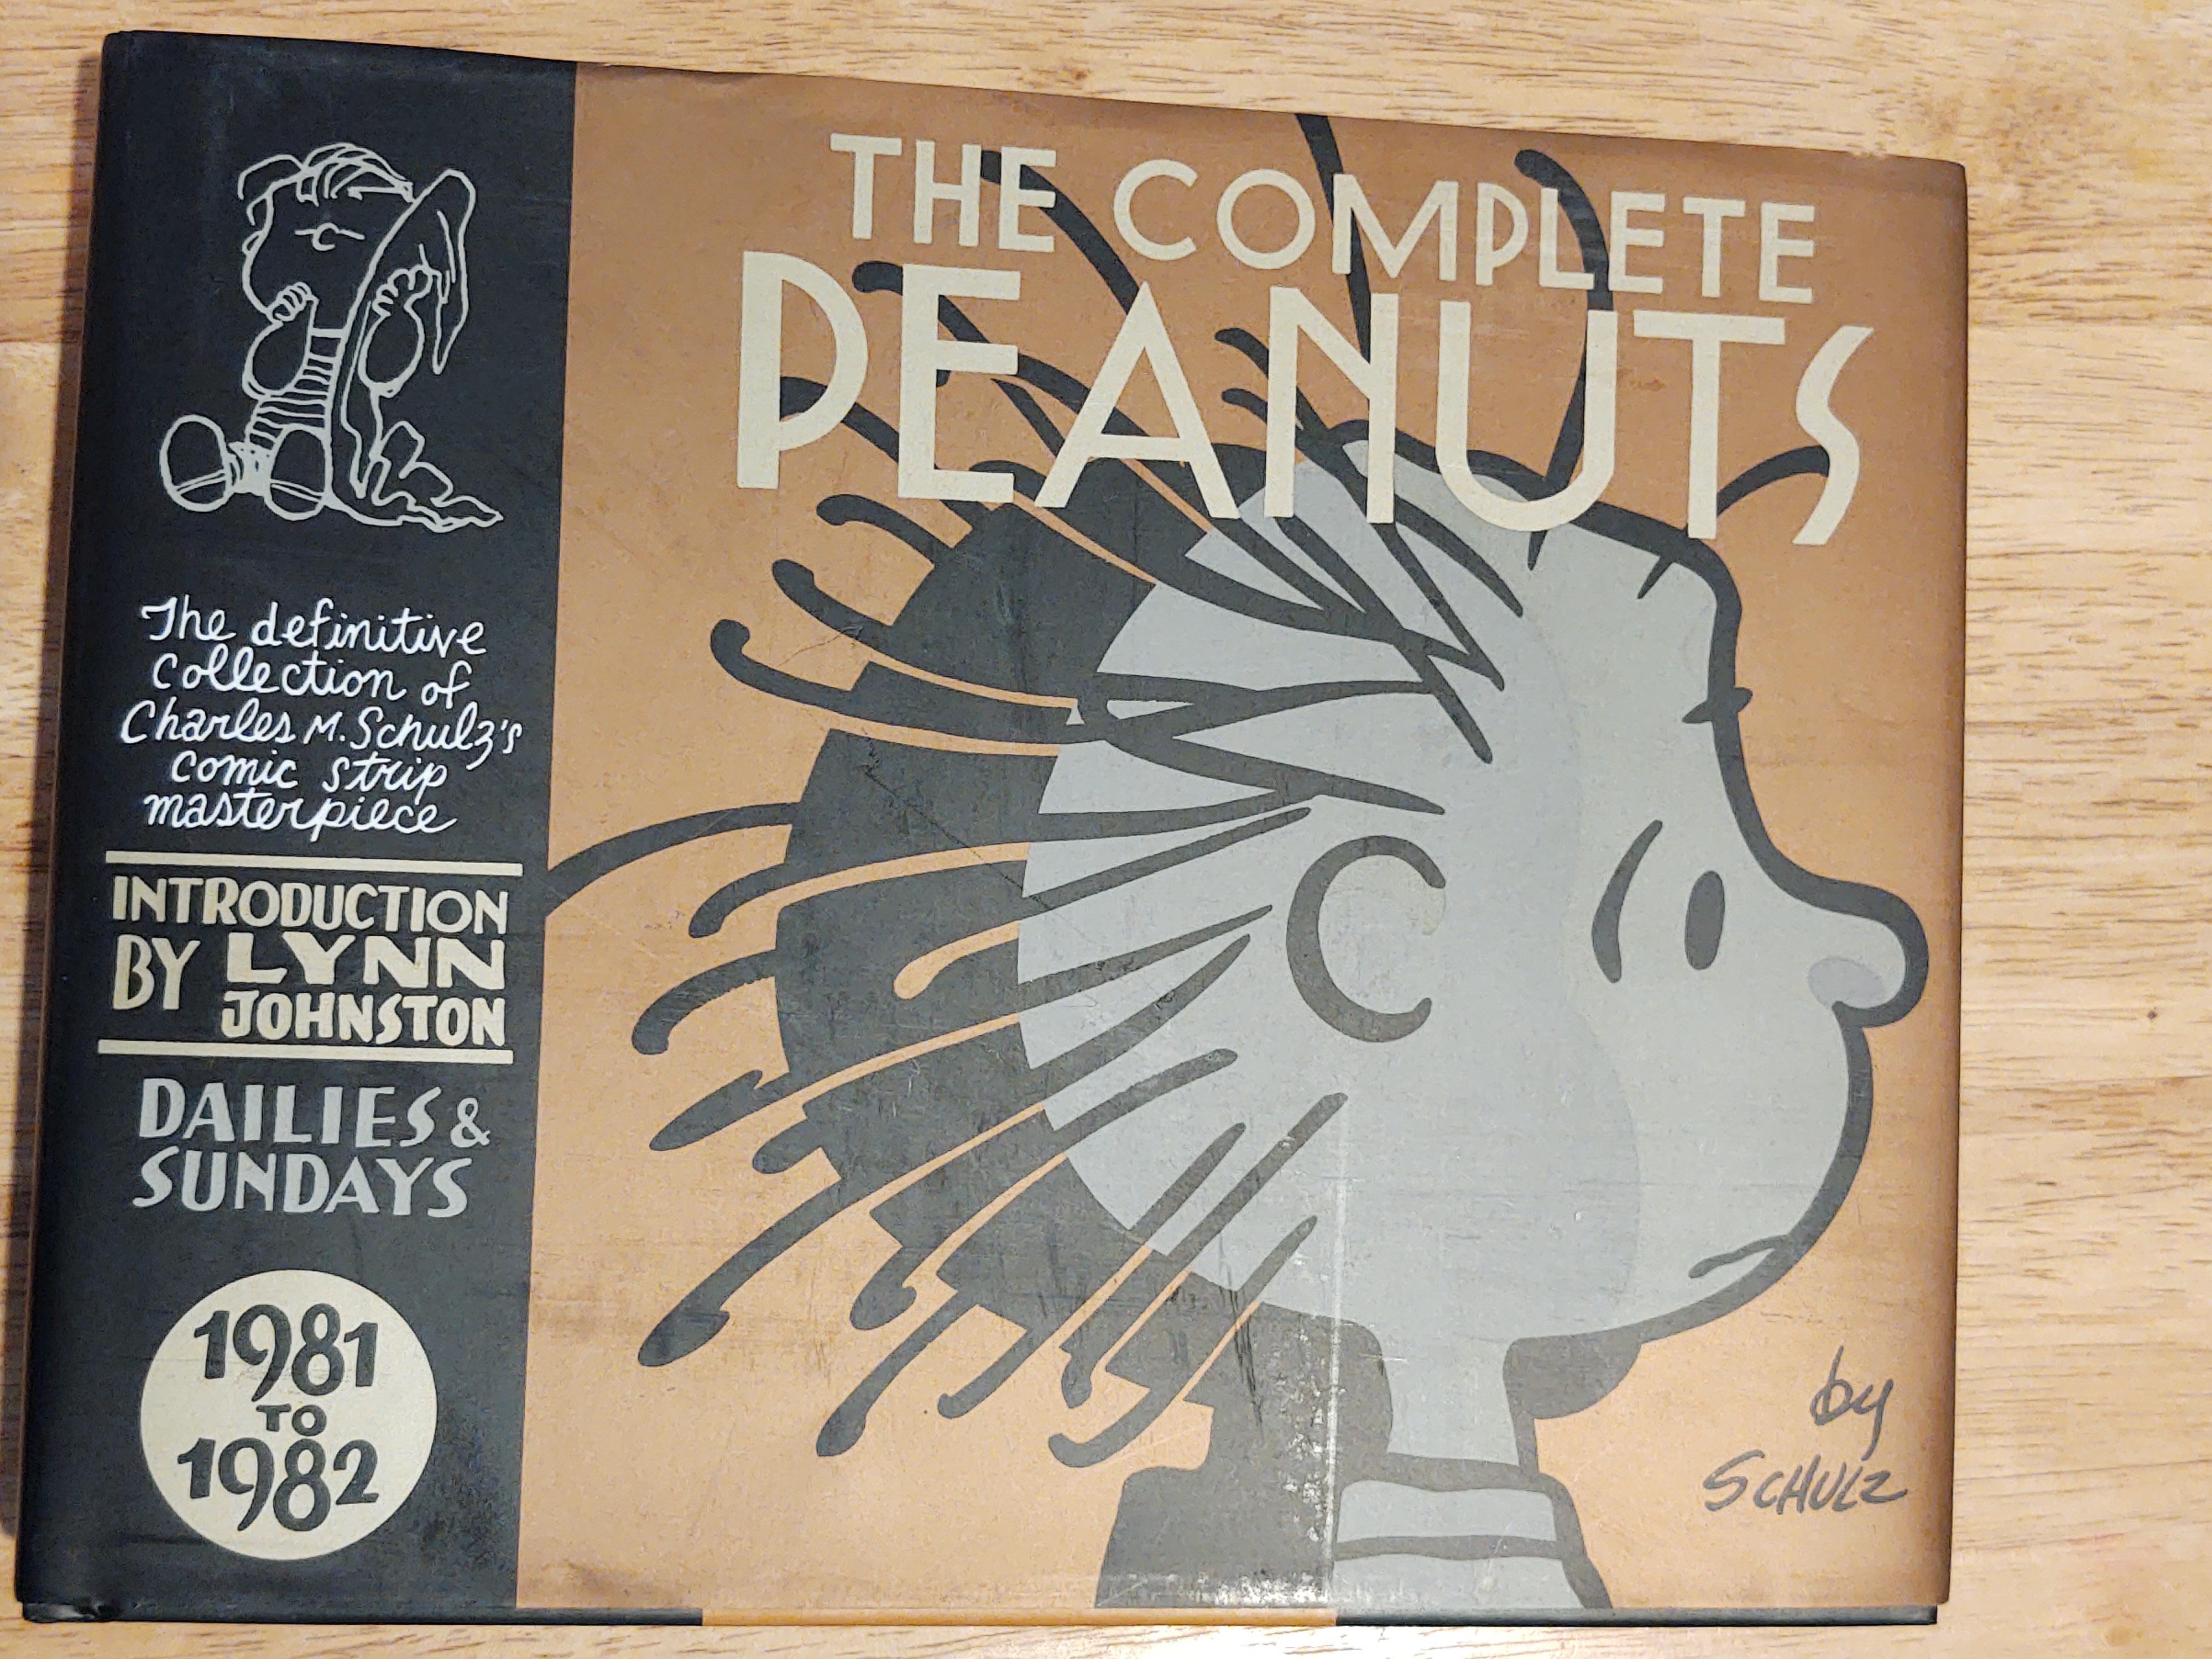 THE COMPLETE
PEANUTS
The definitive
collection of
Charles M. Schulz's
comic strip
masterpiece
INTRODUCTION
BY LYNN
JOHNSTON
DAILIES &
SUNDAYS
1981
TO
1982
by
SCHULZ